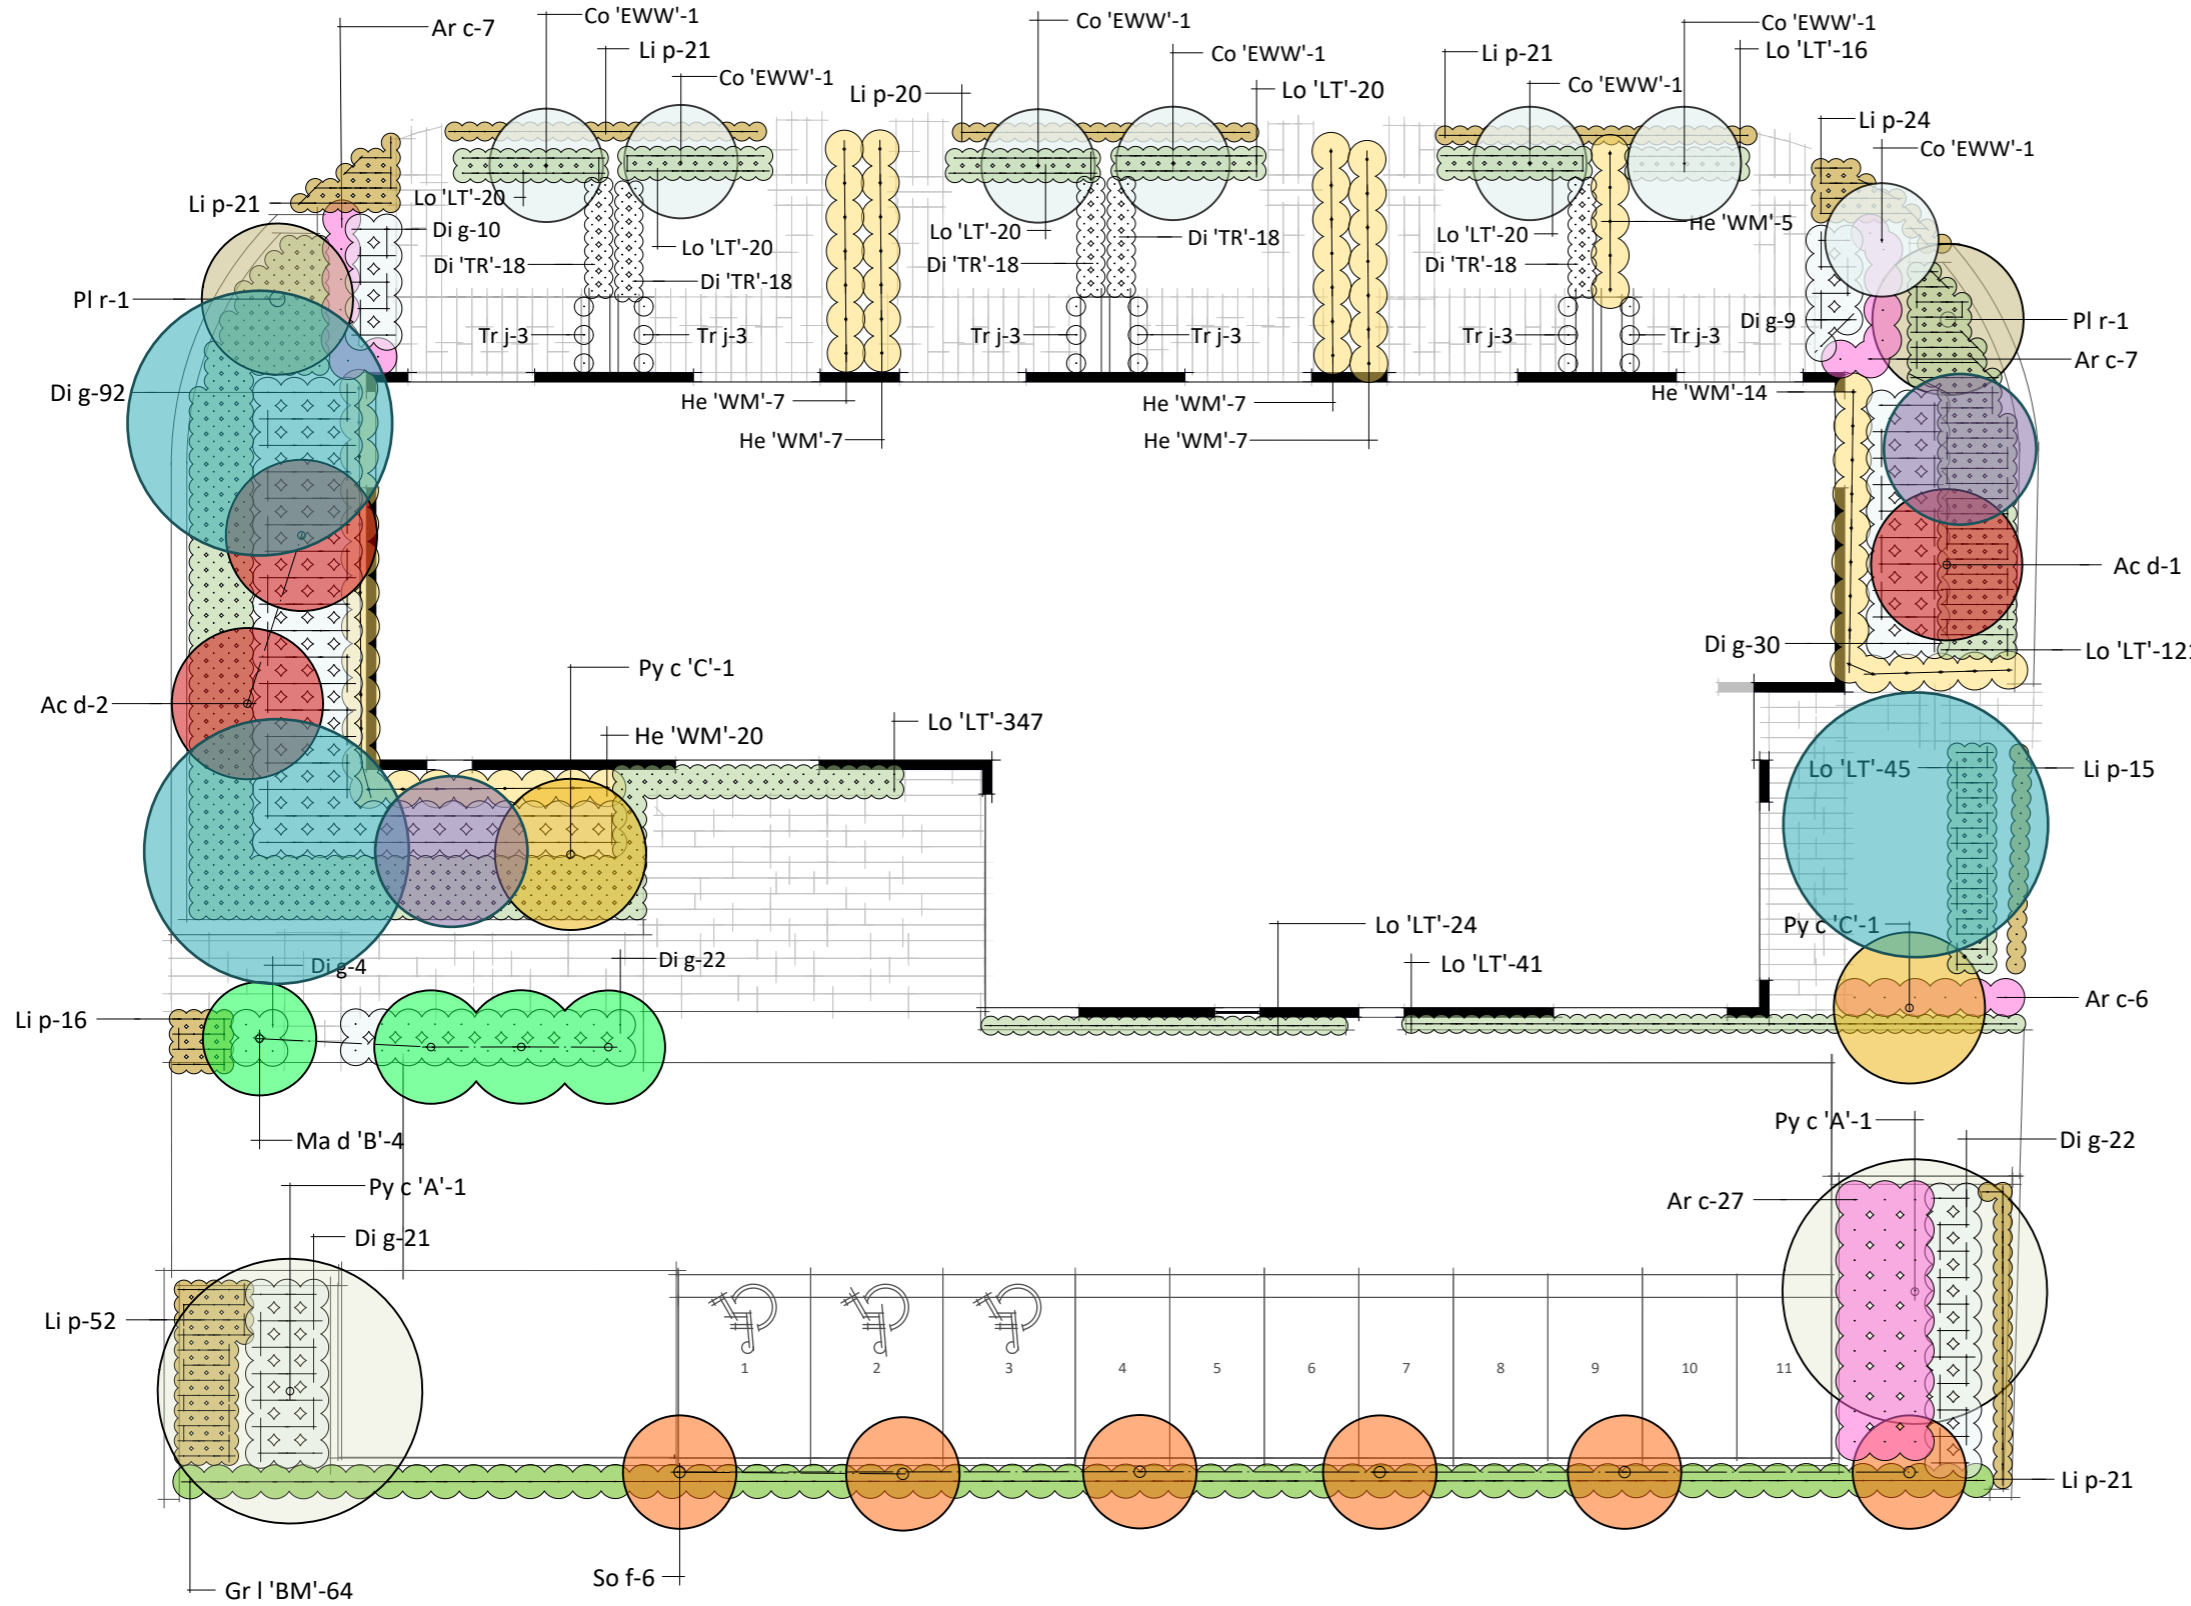 Ar c-7
Co 'EWW'-1
Li p-21
Co 'EWW'-1
Co 'EWW'-1
Co 'EWW'-1
Li p-20
Lo 'LT'-20
Li p-21
Co 'EWW'-1
Co 'EWW'-1
Lo 'LT'-16
Li p-24
Co 'EWW'-1
Li p-21
Lo 'LT'-20
Di g-10
Lo 'LT'-20
Di 'TR'-18
Di 'TR'-18
Lo 'LT'-20
Di 'TR'-18
Di 'TR'-18
Lo 'LT'-20
Di 'TR'-18
He 'WM'-5
Pl r-1
Tr j-3
Tr j-3
Tr j-3
Tr j-3
Tr j-3
Tr j-3
Di g-9
Pl r-1
Ar c-7
Di g-92
He 'WM'-7
He 'WM'-7
He 'WM'-7
He 'WM'-7
He 'WM'-14
Ac d-1
Di g-30
Lo 'LT'-121
Py c 'C'-1
Ac d-2
He 'WM'-20
Lo 'LT'-347
Lo 'LT'-45
Li p-15
Py c 'C'-1
Lo 'LT'-24
Lo 'LT'-41
Di g-4
Di g-22
Ar c-6
Li p-16
Ma d 'B'-4
Py c 'A'-1
Di g-22
Py c 'A'-1
Di g-21
Ar c-27
Li p-52
1
2
3
4
5
6
7
8
9
10
11
Li p-21
So f-6
Gr l 'BM'-64